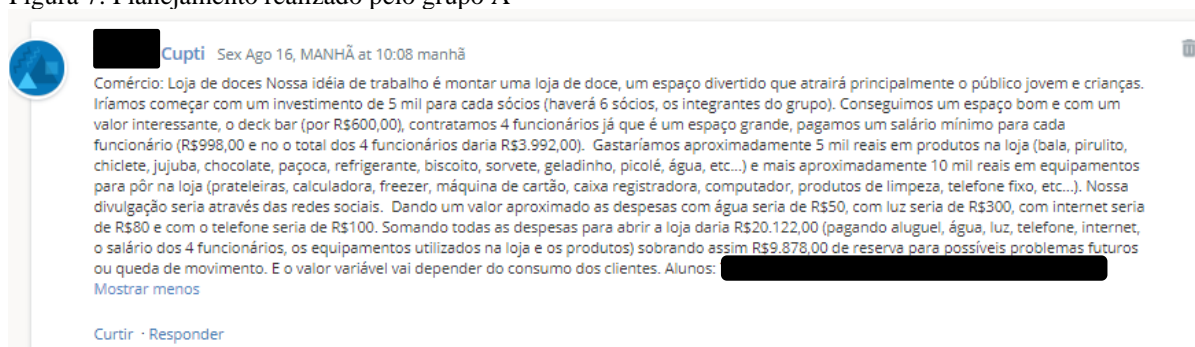 Figura 7: Planejamento realizado pelo grupo A
Cupti Sex Ago 16, MANHÃ at 10:08 manhã
Comércio: Loja de doces Nossa idéia de trabalho é montar uma loja de doce, um espaço divertido que atrairá principalmente o público jovem e crianças.
Iríamos começar com um investimento de 5 mil para cada sócios (haverá 6 sócios, os integrantes do grupo). Conseguimos um espaço bom e com um
valor interessante, o deck bar (por R$600,00), contratamos 4 funcionários já que é um espaço grande, pagamos um salário mínimo para cada
funcionário (R$998,00 e no o total dos 4 funcionários daria R$3.992,00). Gastaríamos aproximadamente 5 mil reais em produtos na loja (bala, pirulito,
chiclete, jujuba, chocolate, paçoca, refrigerante, biscoito, sorvete, geladinho, picolé, água, etc...) e mais aproximadamente 10 mil reais em equipamentos
para pôr na loja (prateleiras, calculadora, freezer, máquina de cartão, caixa registradora, computador, produtos de limpeza, telefone fixo, etc...). Nossa
divulgação seria através das redes sociais. Dando um valor aproximado as despesas com água seria de R$50, com luz seria de R$300, com internet seria
de R$80 e com o telefone seria de R$100. Somando todas as despesas para abrir a loja daria R$20.122,00 (pagando aluguel, água, luz, telefone, internet,
o salário dos 4 funcionários, os equipamentos utilizados na loja e os produtos) sobrando assim R$9.878,00 de reserva para possíveis problemas futuros
ou queda de movimento. E o valor variável vai depender do consumo dos clientes. Alunos:
Mostrar menos
Curtir · Responder